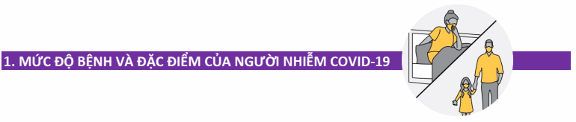 1. MỨC ĐỘ BỆNH VÀ ĐẶC ĐIỂM CỦA NGƯỜI NHIỄM COVID-19